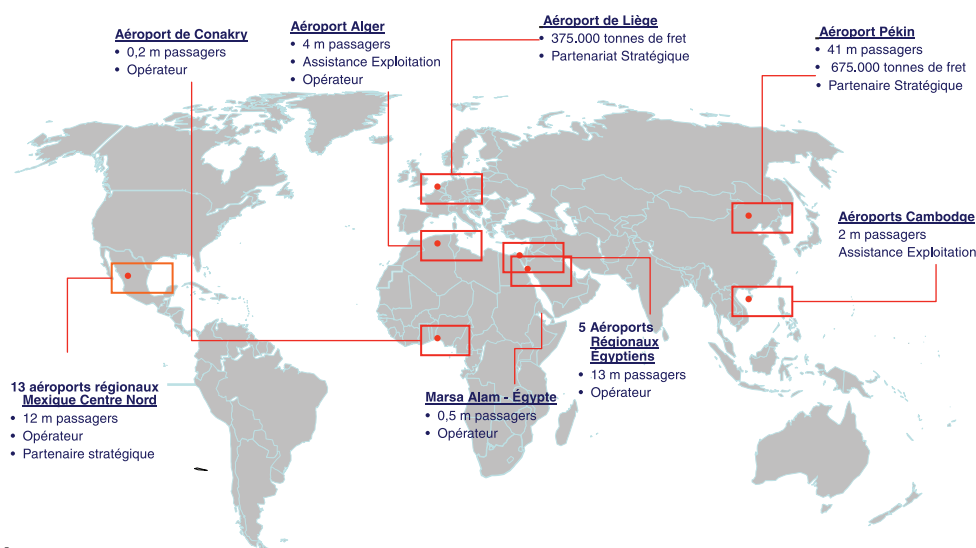 Aéroport de Conakry
• 0,2 m passagers
• Opérateur
Aéroport Alger
• 4 m passagers
• Assistance Exploitation
• Opérateur
Aéroport de Liège
• 375.000 tonnes de fret
• Partenariat Stratégique
Aéroport Pékin
• 41 m passagers
• 675.000 tonnes de fret
• Partenaire Stratégique
Aéroports Cambodge
2 m passagers
Assistance Exploitation
5 Aéroports
Régionaux
Égyptiens
• 13 m passagers
• Opérateur
Marsa Alam - Égypte
• 0,5 m passagers
• Opérateur
13 aéroports régionaux
Mexique Centre Nord
• 12 m passagers
• Opérateur
• Partenaire stratégique